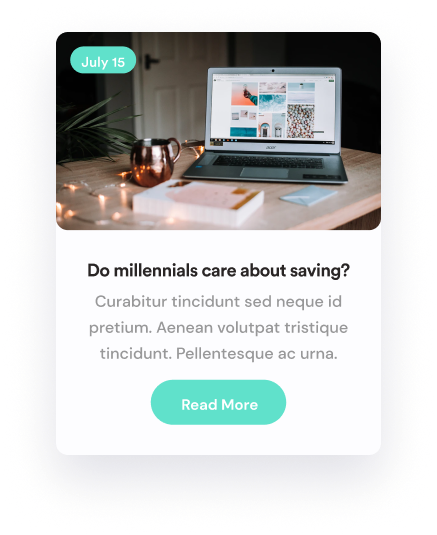 July 15
acer
Do millennials care about saving?
Curabitur tincidunt sed neque id
pretium. Aenean volutpat tristique
tincidunt. Pellentesque ac urna.
Read More